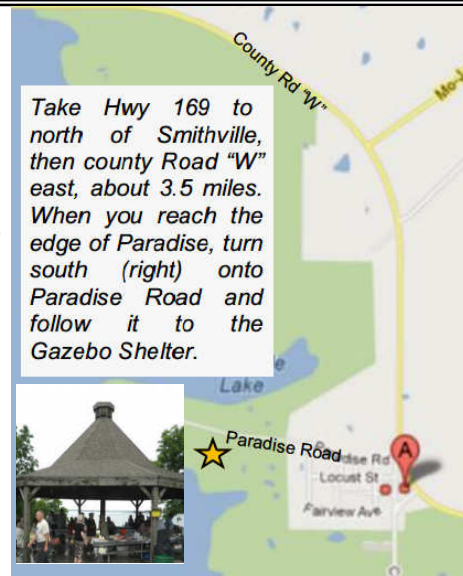 County Rd "W"
Take Hwy 169 to
north of Smithville,
then county Road “W”
east, about 3.5 miles.
When you reach the
edge of Paradise, turn
south (right) onto
Paradise Road and
follow it to the
Gazebo Shelter.
Lake
Paradise Road
Rd
A
Locust St
Fairview Ave